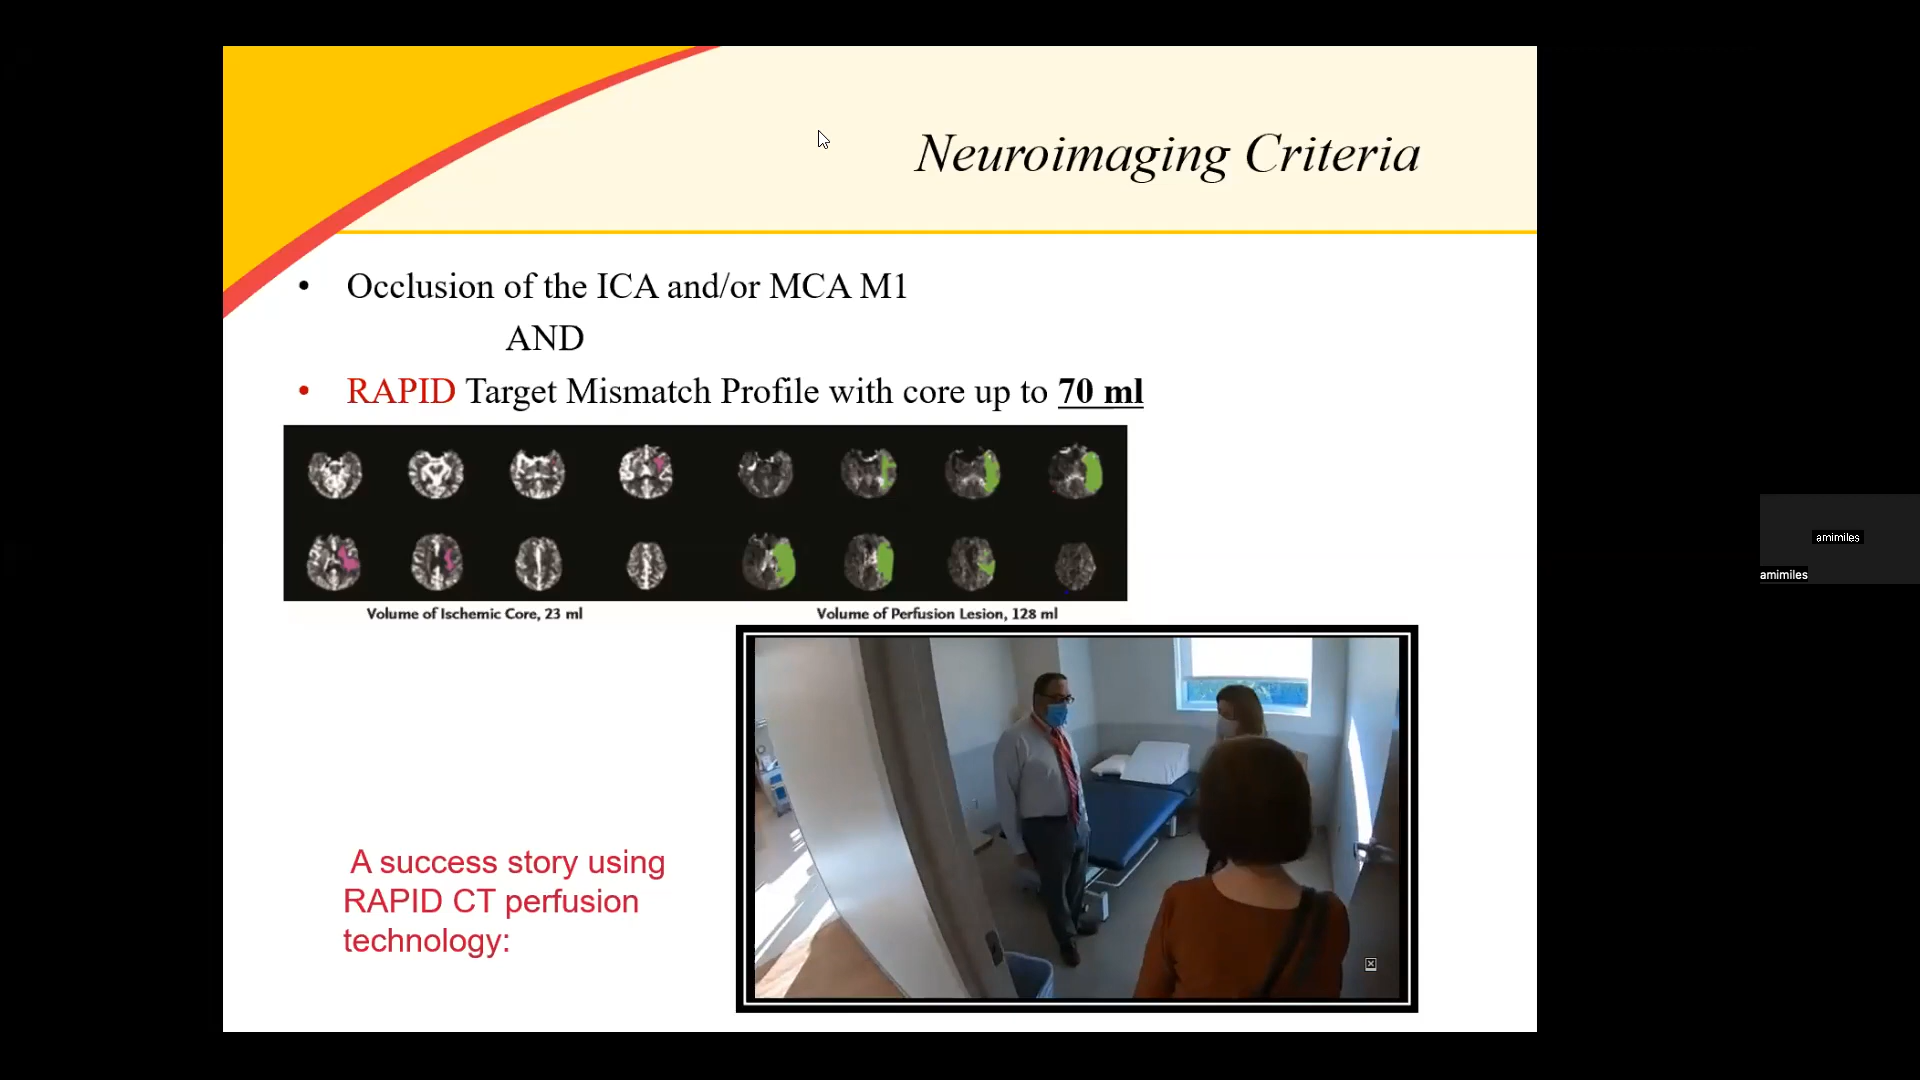 Neuroimaging Criteria
• Occlusion of the ICA and/or MCA M1
AND
• RAPID Target Mismatch Profile with core up to 70 ml
Volume of Ischemic Core, 23 ml
Volume of Perfusion Lesion, 128 ml
A success story using
RAPID CT perfusion
technology:
amimiles
amimiles